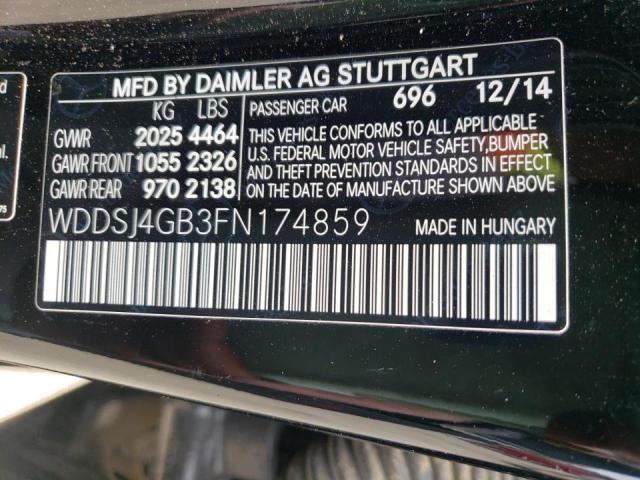 MFD BY DAIMLER AG STUTTGART
KG LBS
PASSENGER CAR 696 12/14
GVWR 2025 4464
GAWR FRONT 1055 2326
GAWR REAR 970 2138
THIS VEHICLE CONFORMS TO ALL APPLICABLE
U.S. FEDERAL MOTOR VEHICLE SAFETY,BUMPER
AND THEFT PREVENTION STANDARDS IN EFFECT
ON THE DATE OF MANUFACTURE SHOWN ABOVE.
WDDSJ4GB3FN174859
MADE IN HUNGARY